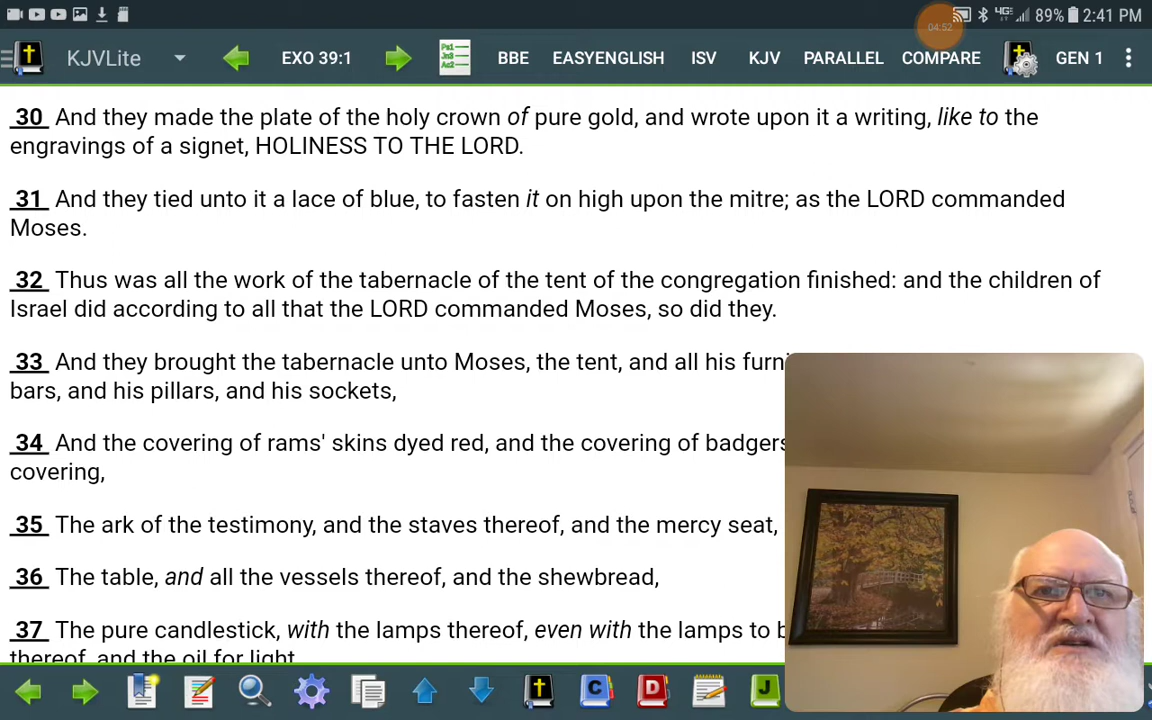 04:52 4G 89% 2:41 PM
KJVLite EXO 39:1 BBE EASYENGLISH ISV KJV PARALLEL COMPARE GEN 1
30 And they made the plate of the holy crown of pure gold, and wrote upon it a writing, like to the
engravings of a signet, HOLINESS TO THE LORD.
31 And they tied unto it a lace of blue, to fasten it on high upon the mitre; as the LORD commanded
Moses.
32 Thus was all the work of the tabernacle of the tent of the congregation finished: and the children of
Israel did according to all that the LORD commanded Moses, so did they.
33 And they brought the tabernacle unto Moses, the tent, and all his furni
bars, and his pillars, and his sockets,
34 And the covering of rams' skins dyed red, and the covering of badgers
covering,
35 The ark of the testimony, and the staves thereof, and the mercy seat,
36 The table, and all the vessels thereof, and the shewbread,
37 The pure candlestick, with the lamps thereof, even with the lamps to b
thereof, and the oil for light
C D J